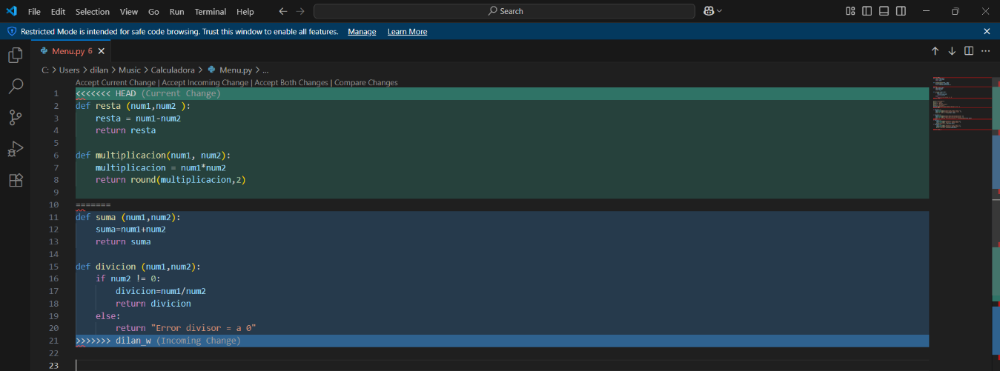 File Edit Selection View Go Run Terminal Help Search
Restricted Mode is intended for safe code browsing. Trust this window to enable all features. Manage Learn More
Menu.py 6
C: > Users > dilan > Music > Calculadora > Menu.py > ...
Accept Current Change | Accept Incoming Change | Accept Both Changes | Compare Changes
1 <<<<<<< HEAD (Current Change)
2 def resta (num1,num2 ):
3     resta = num1-num2
4     return resta
5
6 def multiplicacion(num1, num2):
7     multiplicacion = num1*num2
8     return round(multiplicacion,2)
9
10 =======
11 def suma (num1,num2):
12     suma=num1+num2
13     return suma
14
15 def divicion (num1,num2):
16     if num2 != 0:
17         divicion=num1/num2
18         return divicion
19     else:
20         return "Error divisor = a 0"
21 >>>>>>> dilan_w (Incoming Change)
22
23